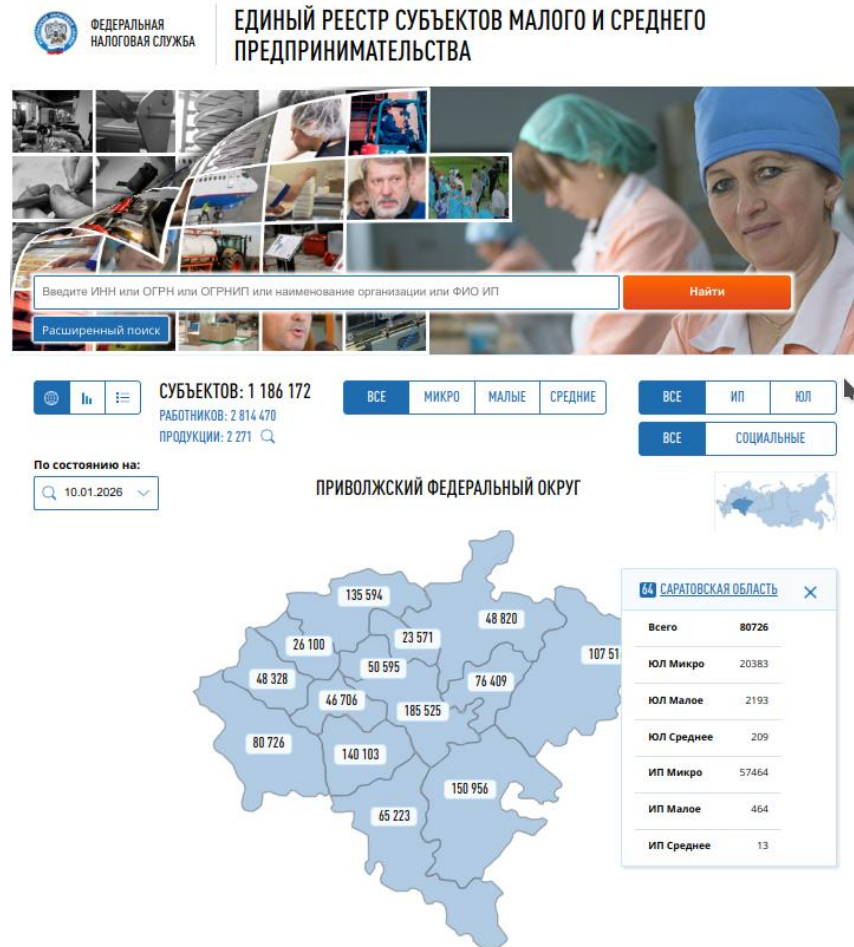 ФЕДЕРАЛЬНАЯ
НАЛОГОВАЯ СЛУЖБА
ЕДИНЫЙ РЕЕСТР СУБЪЕКТОВ МАЛОГО И СРЕДНЕГО
ПРЕДПРИНИМАТЕЛЬСТВА
Введите ИНН или ОГРН или ОГРНИП или наименование организации или ФИО ИП
Найти
Расширенный поиск
СУБЪЕКТОВ: 1 186 172
РАБОТНИКОВ: 2 814 470
ПРОДУКЦИИ: 2 271
ВСЕ МИКРО МАЛЫЕ СРЕДНИЕ
ВСЕ ИП ЮЛ
ВСЕ СОЦИАЛЬНЫЕ
По состоянию на:
10.01.2026
ПРИВОЛЖСКИЙ ФЕДЕРАЛЬНЫЙ ОКРУГ
135 594
48 820
26 100
23 571
107 51
48 328
50 595
76 409
46 706
185 525
80 726
140 103
150 956
65 223
64 САРАТОВСКАЯ ОБЛАСТЬ
Всего 80726
ЮЛ Микро 20383
ЮЛ Малое 2193
ЮЛ Среднее 209
ИП Микро 57464
ИП Малое 464
ИП Среднее 13